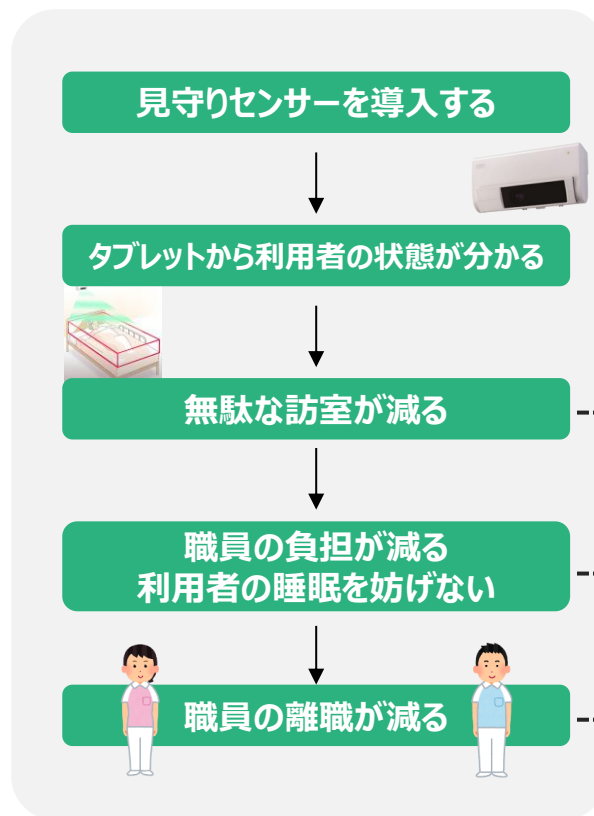 見守りセンサーを導入する
タブレットから利用者の状態が分かる
無駄な訪室が減る
職員の負担が減る
利用者の睡眠を妨げない
職員の離職が減る